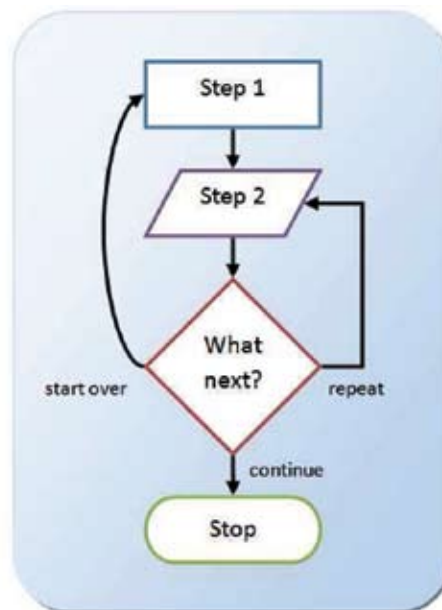 Step 1
Step 2
What
next?
start over
repeat
continue
Stop